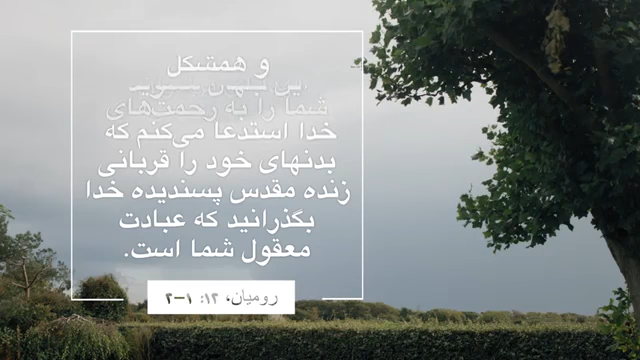 و همشکل
شما را به رحمت‌های
خدا استدعا می‌کنم که
بدنهای خود را قربانی
زنده مقدس پسندیده خدا
بگذرانید که عبادت
معقول شما است.
رومیان، ۱۲: ۱–۲